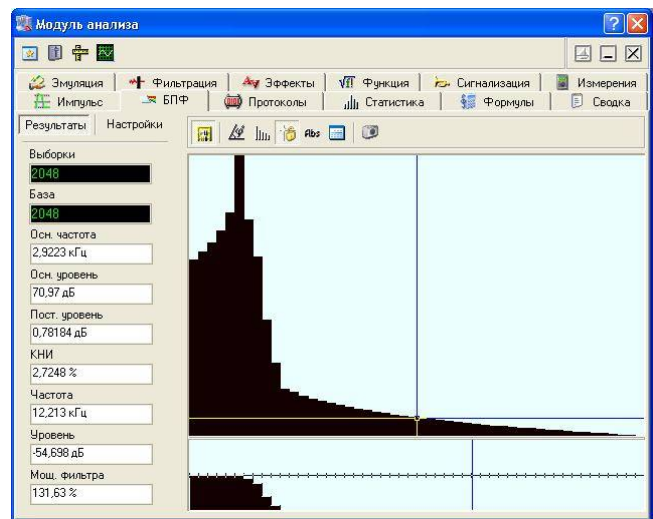 Модуль анализа
Эмуляция Фильтрация Эффекты Функция Сигнализация Измерения
Импульс БПФ Протоколы Статистика Формулы Сводка
Результаты Настройки
Abs
Выборки
2048
База
2048
Осн. частота
2,9223 кГц
Осн. уровень
70,97 дБ
Пост. уровень
0,78184 дБ
КНИ
2,7248 %
Частота
12,213 кГц
Уровень
-54,698 дБ
Мощ. фильтра
131,63 %